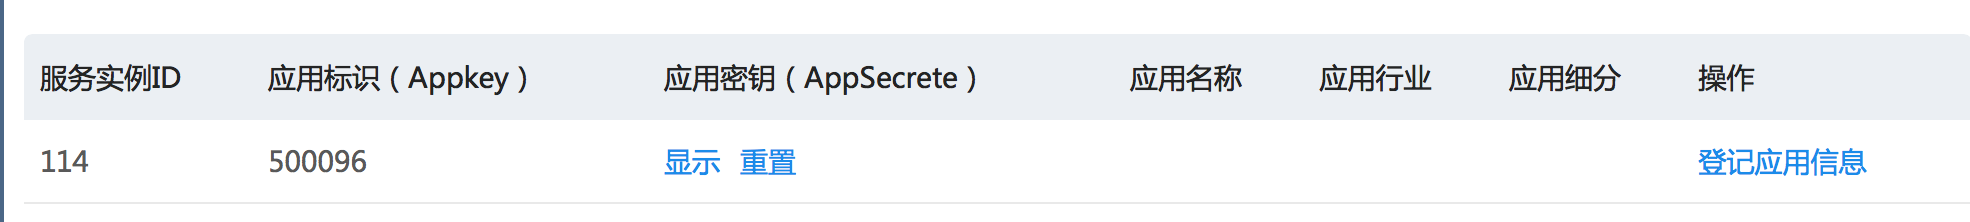 服务实例ID 应用标识（Appkey） 应用密钥（AppSecrete） 应用名称 应用行业 应用细分 操作
114 500096 显示 重置 登记应用信息